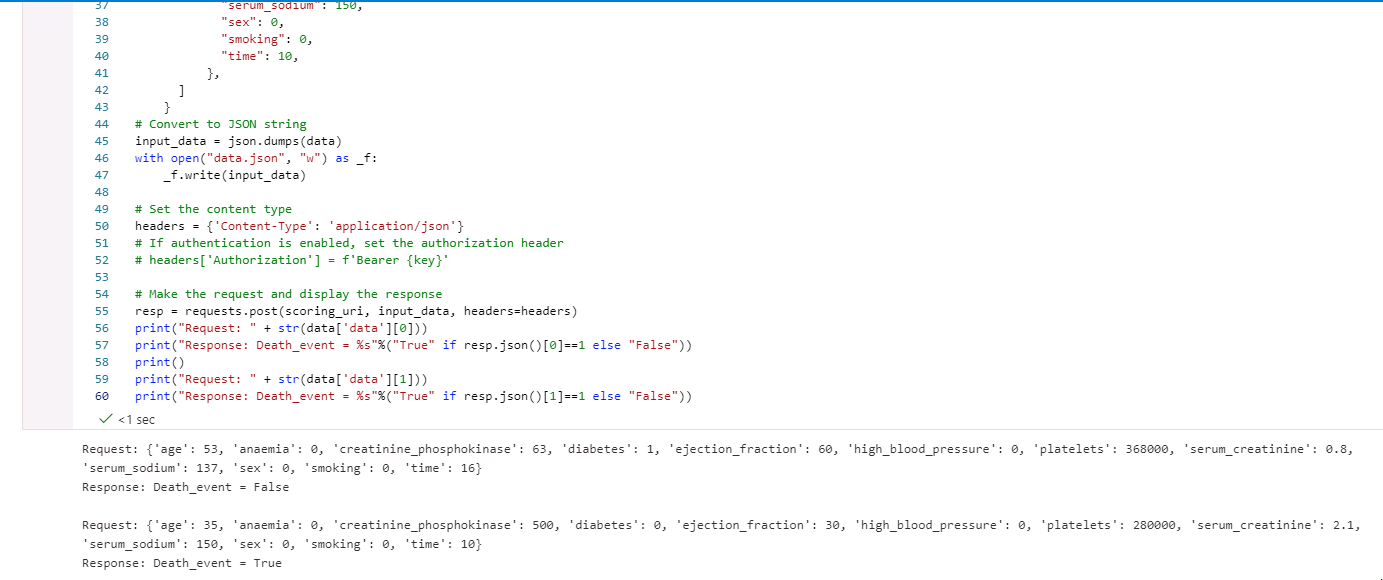 37 "serum_sodium": 150,
38 "sex": 0,
39 "smoking": 0,
40 "time": 10,
41 },
42 ]
43 }
44 # Convert to JSON string
45 input_data = json.dumps(data)
46 with open("data.json", "w") as _f:
47 _f.write(input_data)
48
49 # Set the content type
50 headers = {'Content-Type': 'application/json'}
51 # If authentication is enabled, set the authorization header
52 # headers['Authorization'] = f'Bearer {key}'
53
54 # Make the request and display the response
55 resp = requests.post(scoring_uri, input_data, headers=headers)
56 print("Request: " + str(data['data'][0]))
57 print("Response: Death_event = %s"%("True" if resp.json()[0]==1 else "False"))
58 print()
59 print("Request: " + str(data['data'][1]))
60 print("Response: Death_event = %s"%("True" if resp.json()[1]==1 else "False"))
<1 sec
Request: {'age': 53, 'anaemia': 0, 'creatinine_phosphokinase': 63, 'diabetes': 1, 'ejection_fraction': 60, 'high_blood_pressure': 0, 'platelets': 368000, 'serum_creatinine': 0.8,
'serum_sodium': 137, 'sex': 0, 'smoking': 0, 'time': 16}
Response: Death_event = False
Request: {'age': 35, 'anaemia': 0, 'creatinine_phosphokinase': 500, 'diabetes': 0, 'ejection_fraction': 30, 'high_blood_pressure': 0, 'platelets': 280000, 'serum_creatinine': 2.1,
'serum_sodium': 150, 'sex': 0, 'smoking': 0, 'time': 10}
Response: Death_event = True